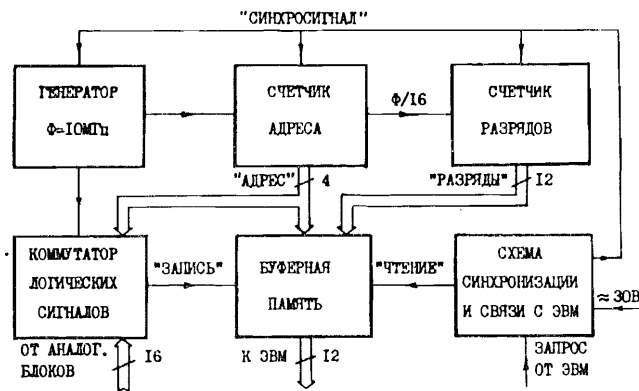 "СИНХРОСИГНАЛ"
ГЕНЕРАТОР
Ф=10МГц
СЧЕТЧИК
АДРЕСА
Ф/16
СЧЕТЧИК
РАЗРЯДОВ
"АДРЕС"
4
"РАЗРЯДЫ"
12
КОММУТАТОР
ЛОГИЧЕСКИХ
СИГНАЛОВ
"ЗАПИСЬ"
БУФЕРНАЯ
ПАМЯТЬ
"ЧТЕНИЕ"
СХЕМА
СИНХРОНИЗАЦИИ
И СВЯЗИ С ЭВМ
≈30В
ОТ АНАЛОГ.
БЛОКОВ
16
К ЭВМ
12
ЗАПРОС
ОТ ЭВМ